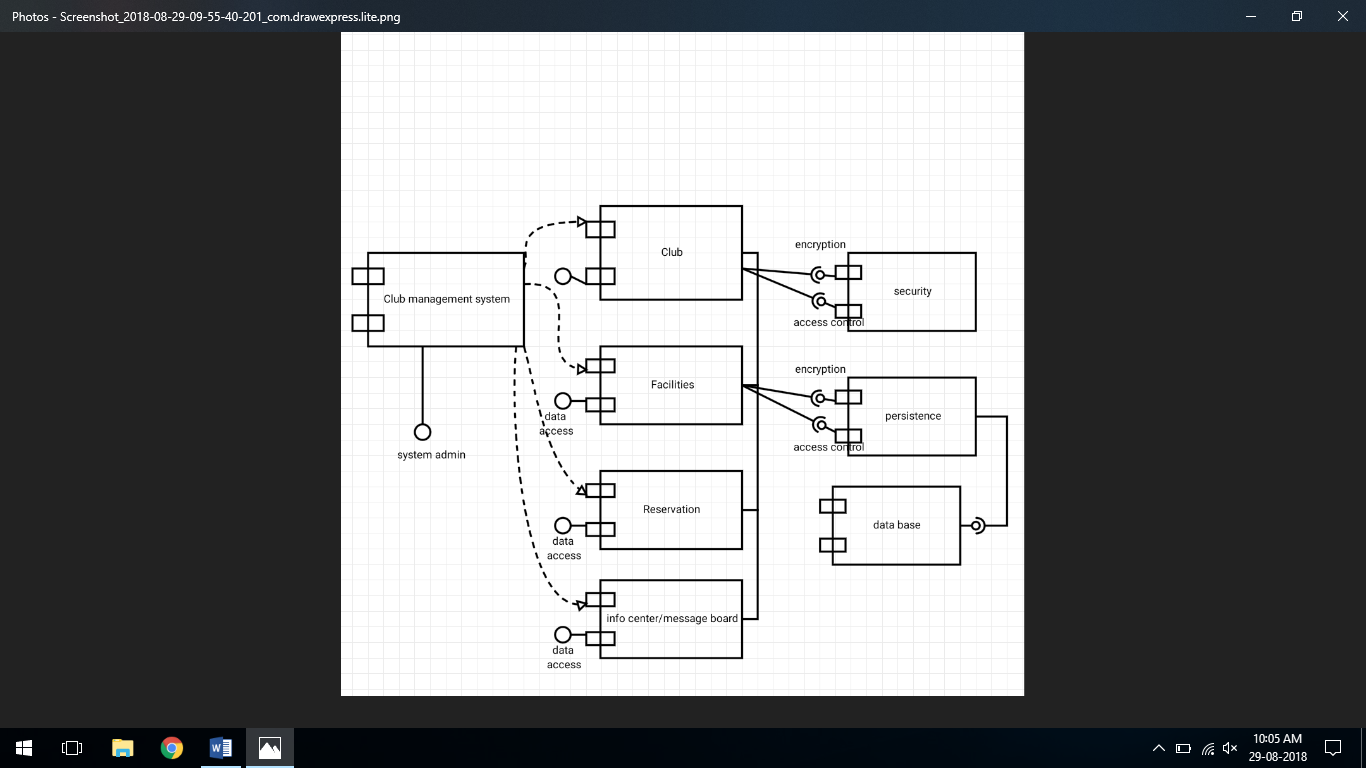 Photos - Screenshot_2018-08-29-09-55-40-201_com.drawexpress.lite.png
Club
encryption
security
access control
Club management system
system admin
Facilities
data
access
encryption
persistence
access control
Reservation
data
access
data base
info center/message board
data
access
10:05 AM
29-08-2018